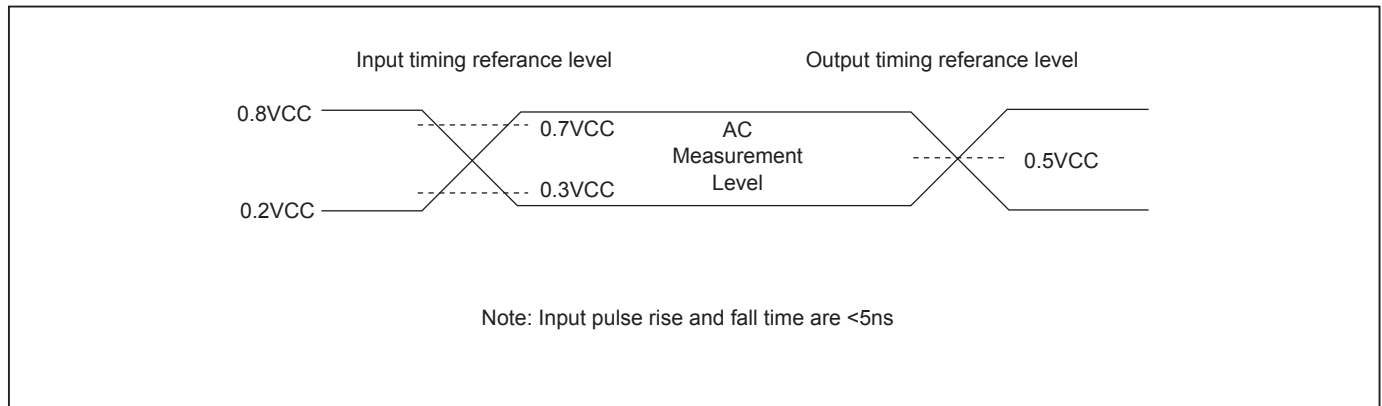 Input timing referance level
Output timing referance level
0.8VCC
0.7VCC
AC
Measurement
Level
0.5VCC
0.3VCC
0.2VCC
Note: Input pulse rise and fall time are <5ns